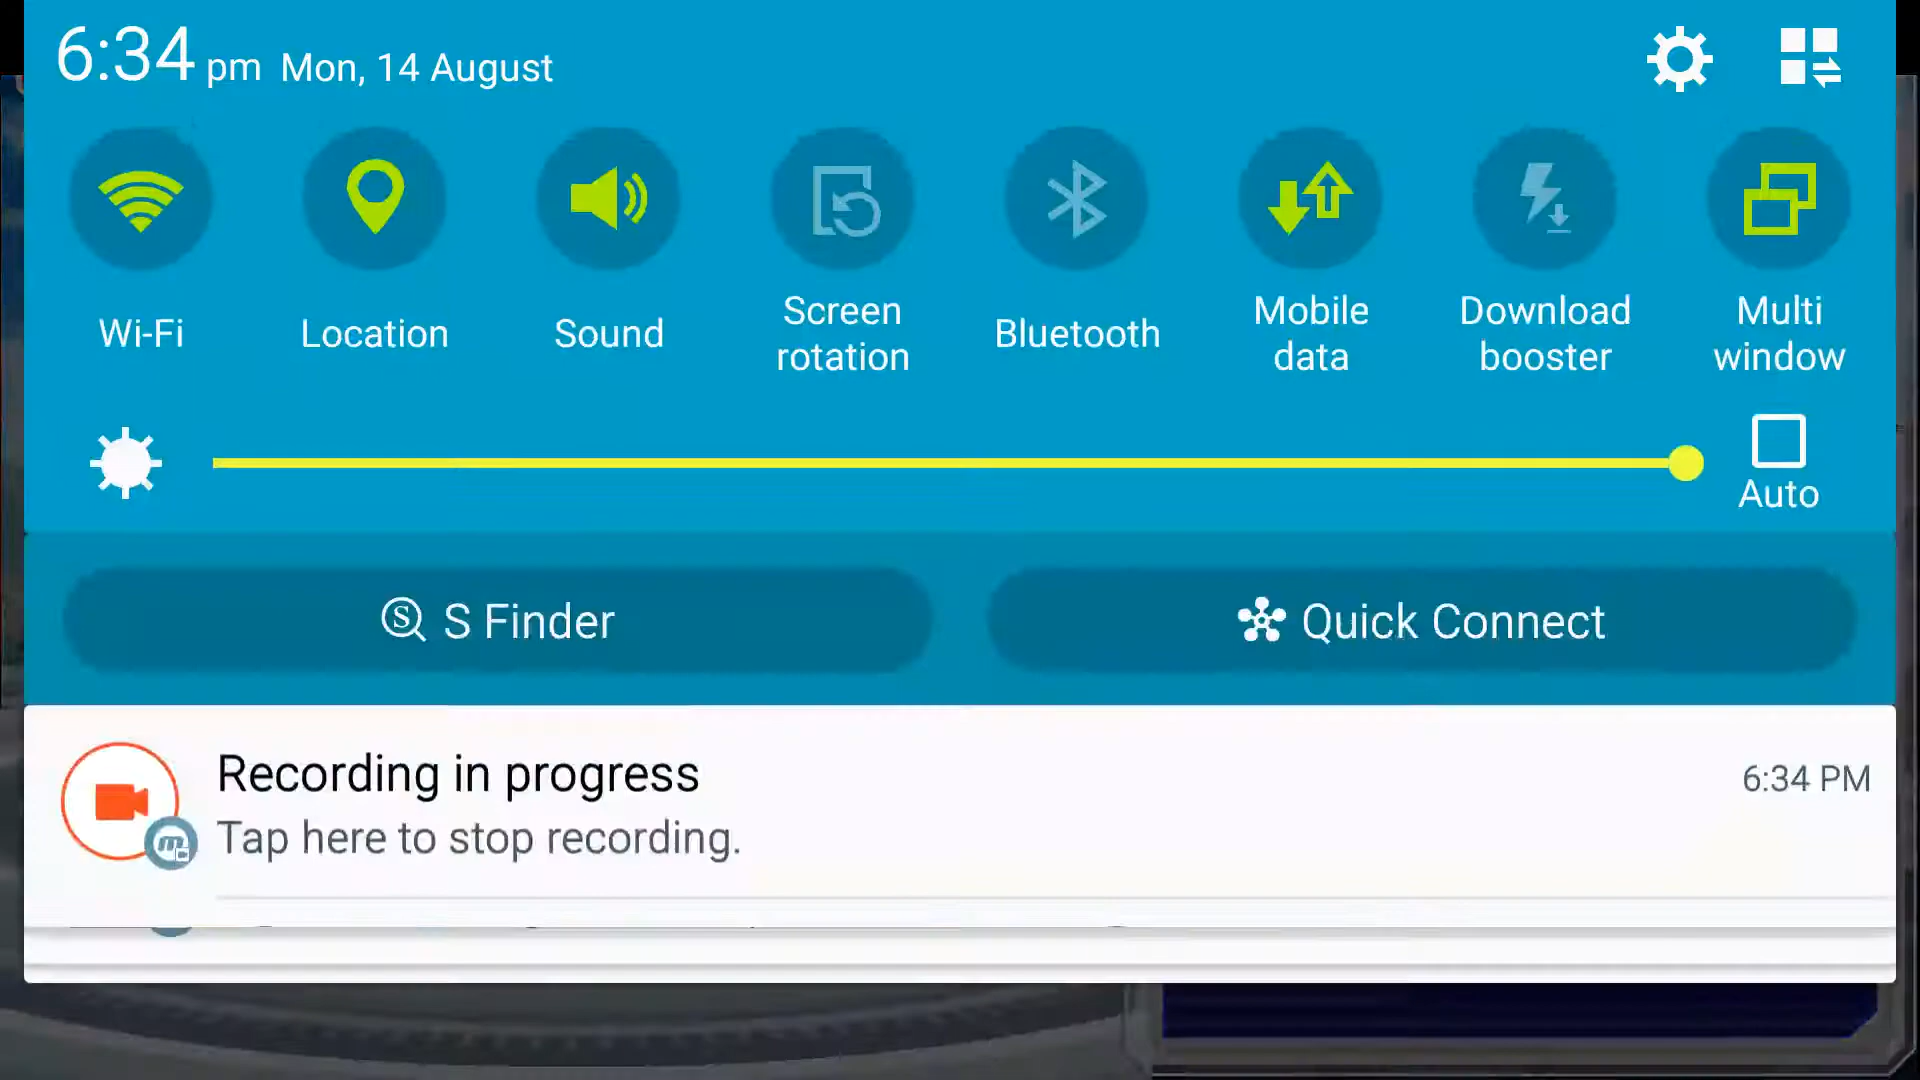 6:34 pm Mon, 14 August
Wi-Fi
Location
Sound
Screen
rotation
Bluetooth
Mobile
data
Download
booster
Multi
window
Auto
S Finder
Quick Connect
Recording in progress
6:34 PM
Tap here to stop recording.